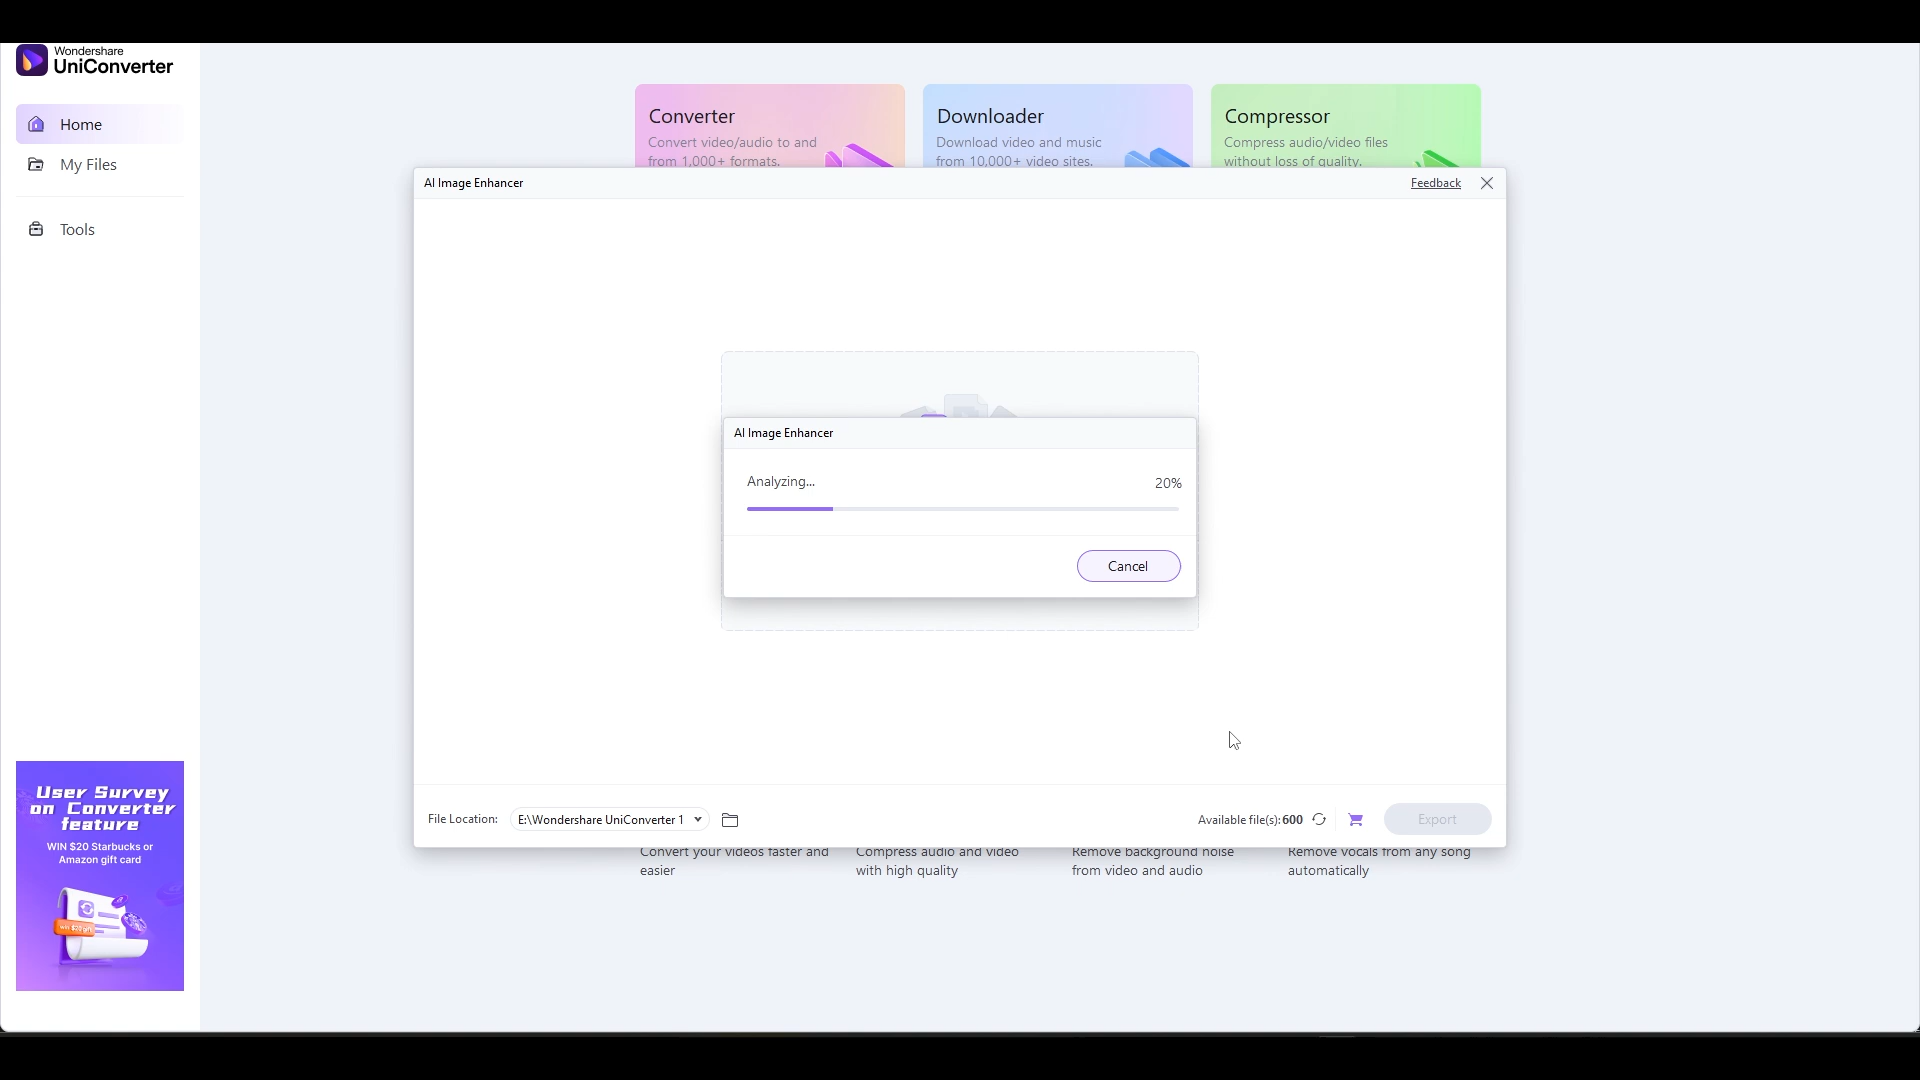 Wondershare
UniConverter
Home
My Files
Tools
User Survey
on Converter
feature
WIN $20 Starbucks or
Amazon gift card
WIN $20 gift
Converter
Convert video/audio to and
from 1,000+ formats.
Downloader
Download video and music
from 10,000+ video sites.
Compressor
Compress audio/video files
without loss of quality.
AI Image Enhancer
Feedback
AI Image Enhancer
Analyzing...
20%
Cancel
File Location:
E:\Wondershare UniConverter 1
Available file(s):600
Export
Convert your videos faster and
easier
Compress audio and video
with high quality
Remove background noise
from video and audio
Remove vocals from any song
automatically